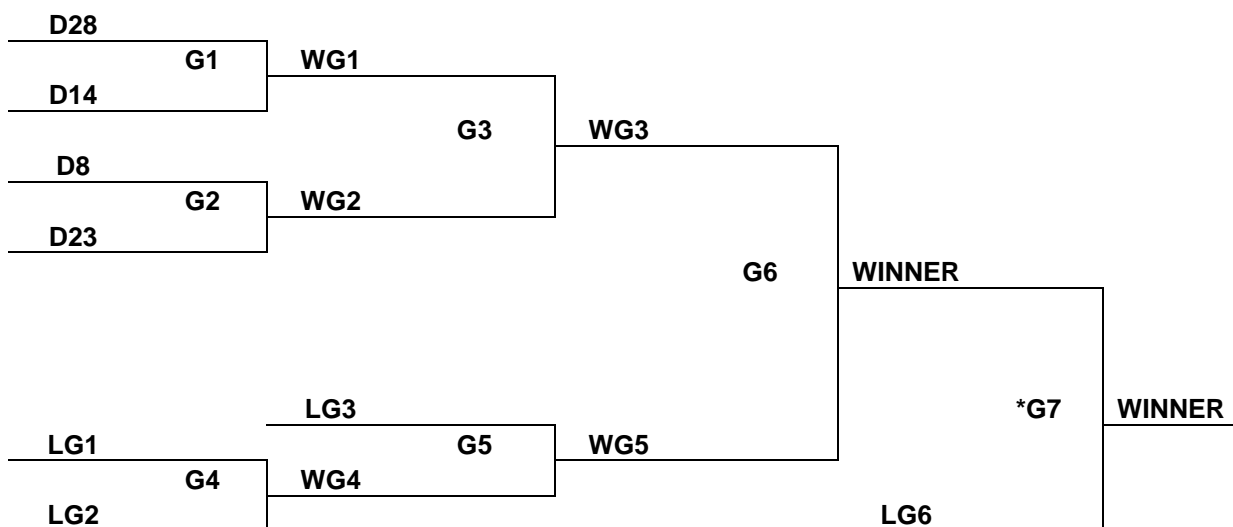 D28
G1 WG1
D14
G3 WG3
D8
G2 WG2
D23
G6 WINNER
LG3 *G7 WINNER
LG1 G5 WG5
G4 WG4
LG2 LG6